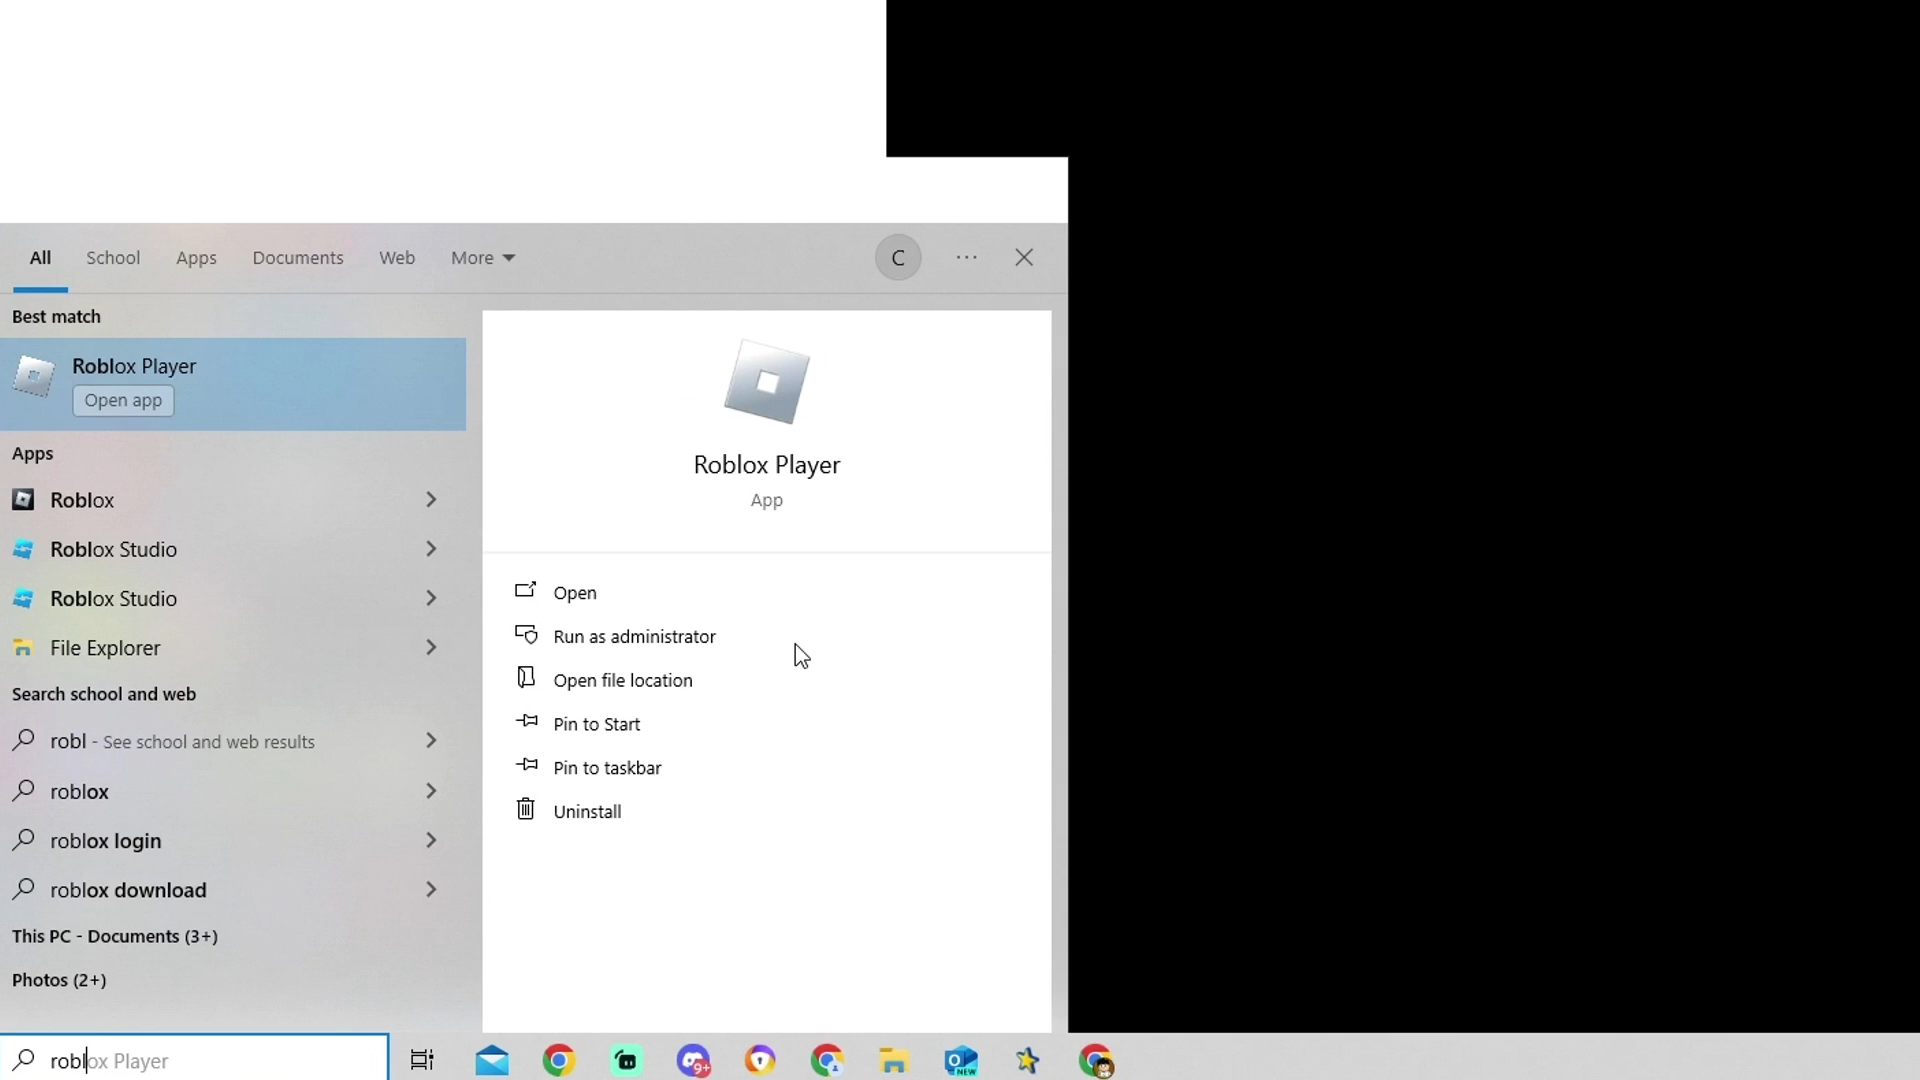 All School Apps Documents Web More C
Best match
Roblox Player
Open app
Apps
Roblox
Roblox Studio
Roblox Studio
File Explorer
Search school and web
robl - See school and web results
roblox
roblox login
roblox download
This PC - Documents (3+)
Photos (2+)
Roblox Player
App
Open
Run as administrator
Open file location
Pin to Start
Pin to taskbar
Uninstall
roblox Player
9+
NEW